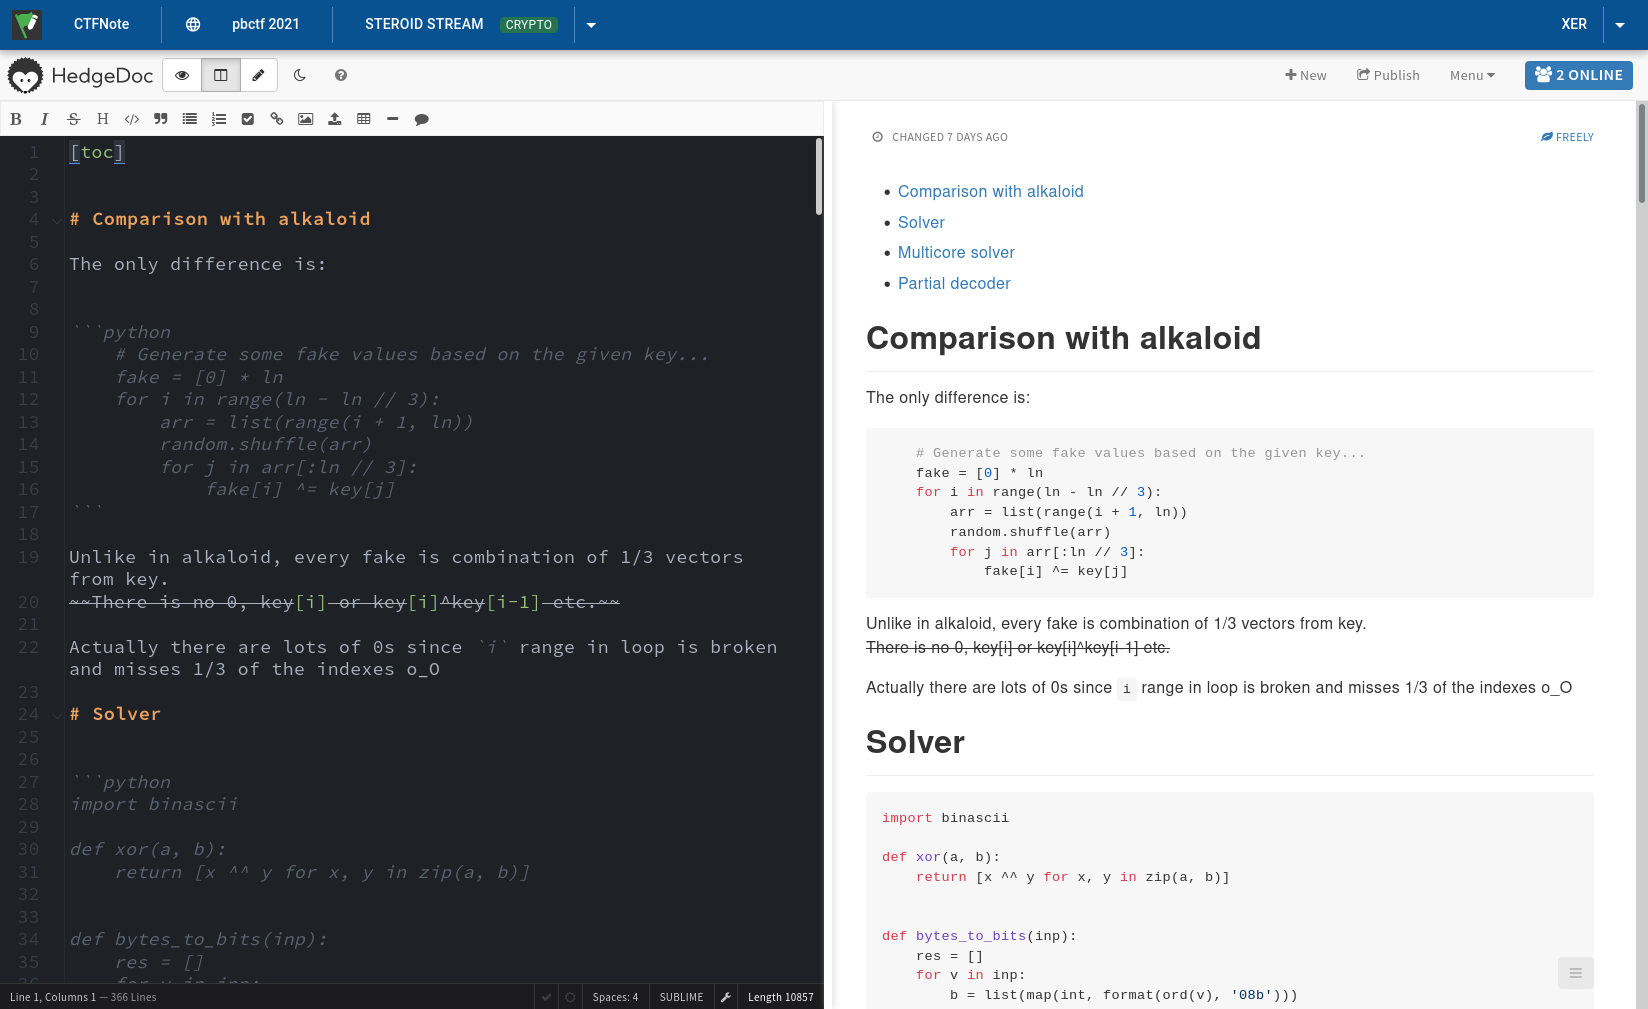 CTFNote
pbctf 2021
STEROID STREAM CRYPTO
XER
HedgeDoc
New
Publish
Menu
2 ONLINE
B I S H </>
1 [toc]
2
3
4 # Comparison with alkaloid
5
6 The only difference is:
7
8
9 ```python
10     # Generate some fake values based on the given key...
11     fake = [0] * ln
12     for i in range(ln - ln // 3):
13         arr = list(range(i + 1, ln))
14         random.shuffle(arr)
15         for j in arr[:ln // 3]:
16             fake[i] ^= key[j]
17 ```
18
19 Unlike in alkaloid, every fake is combination of 1/3 vectors
from key.
20 ~~There is no 0, key[i] or key[i]^key[i-1] etc.~~
21
22 Actually there are lots of 0s since `i` range in loop is broken
and misses 1/3 of the indexes o_O
23
24 # Solver
25
26
27 ```python
28 import binascii
29
30 def xor(a, b):
31     return [x ^^ y for x, y in zip(a, b)]
32
33
34 def bytes_to_bits(inp):
35     res = []
36     for v in inp:
Line 1, Columns 1 — 366 Lines
Spaces: 4
SUBLIME
Length 10857
CHANGED 7 DAYS AGO
FREELY
• Comparison with alkaloid
• Solver
• Multicore solver
• Partial decoder
Comparison with alkaloid
The only difference is:
    # Generate some fake values based on the given key...
    fake = [0] * ln
    for i in range(ln - ln // 3):
        arr = list(range(i + 1, ln))
        random.shuffle(arr)
        for j in arr[:ln // 3]:
            fake[i] ^= key[j]
Unlike in alkaloid, every fake is combination of 1/3 vectors from key.
There is no 0, key[i] or key[i]^key[i-1] etc.
Actually there are lots of 0s since i range in loop is broken and misses 1/3 of the indexes o_O
Solver
import binascii
def xor(a, b):
    return [x ^^ y for x, y in zip(a, b)]
def bytes_to_bits(inp):
    res = []
    for v in inp:
        b = list(map(int, format(ord(v), '08b')))